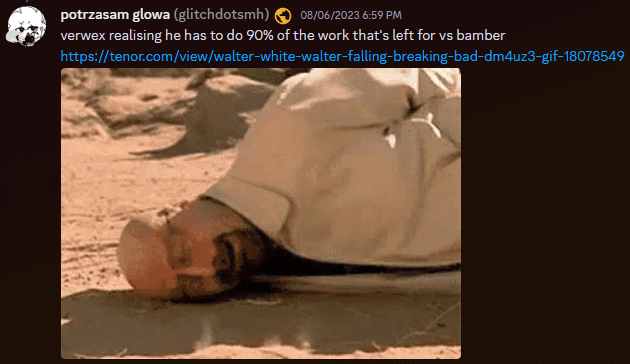 potrzasam glowa (glitchdotsmh) 08/06/2023 6:59 PM
verwex realising he has to do 90% of the work that's left for vs bamber
https://tenor.com/view/walter-white-walter-falling-breaking-bad-dm4uz3-gif-18078549